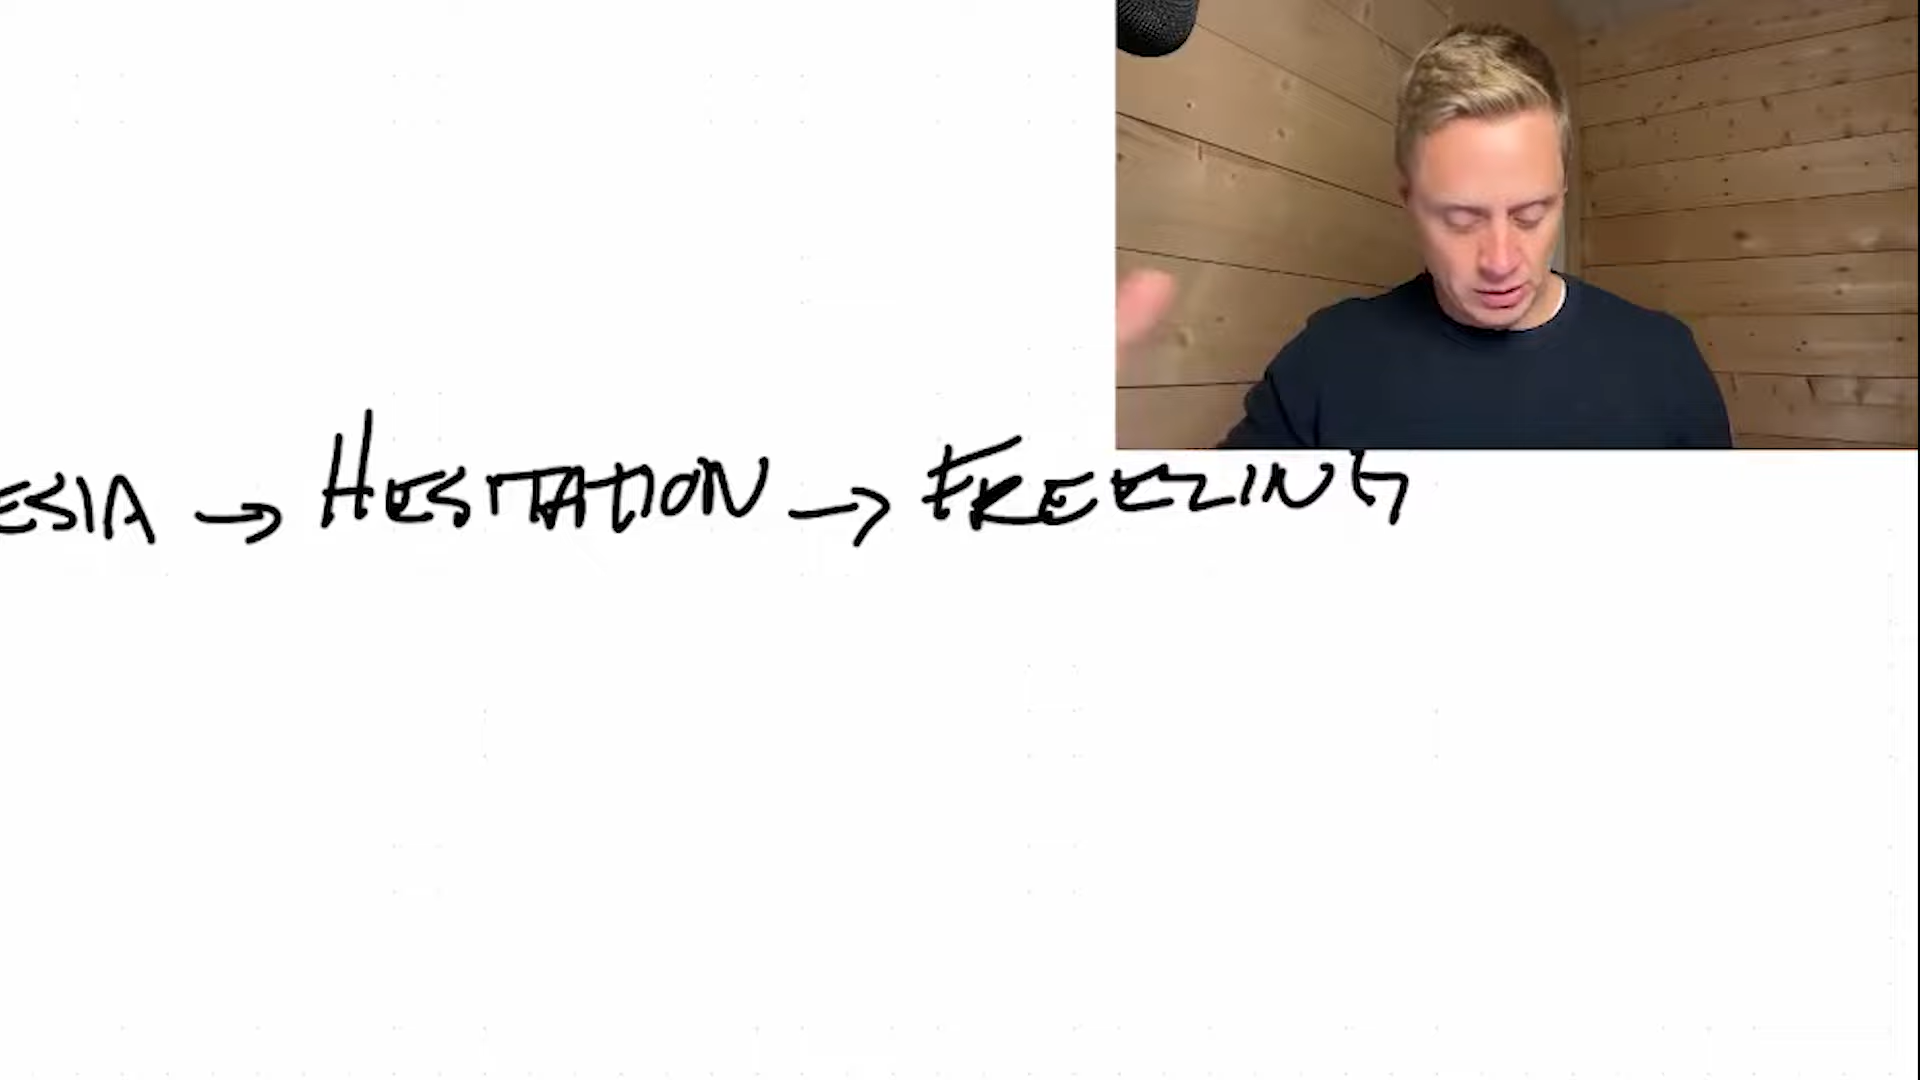 ESIA → HESITATION → FREEZING